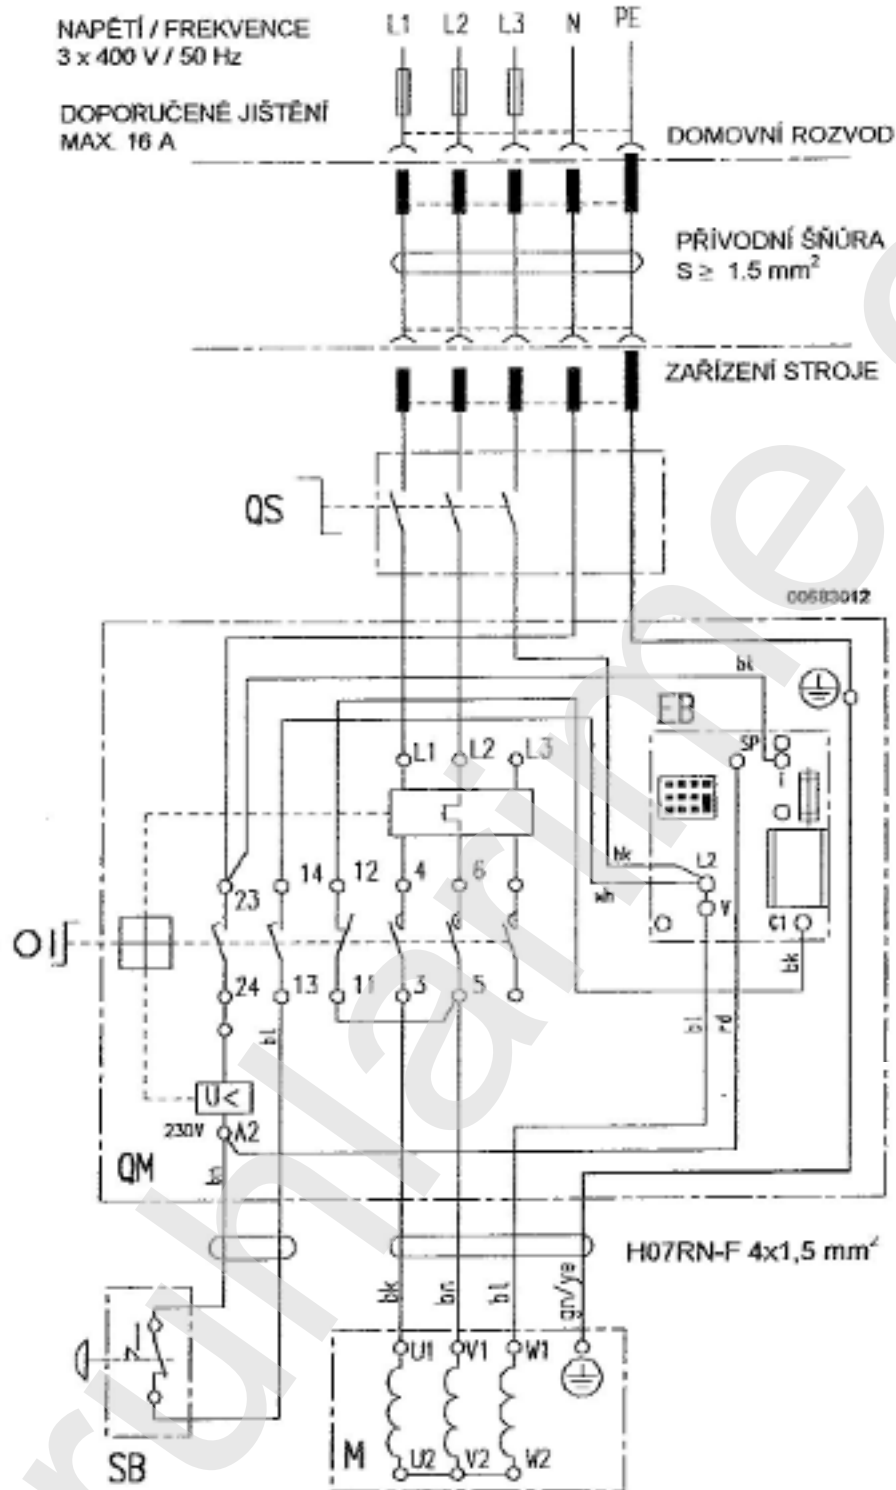 NAPĚTÍ / FREKVENCE
3 x 400 V / 50 Hz
DOPORUČENÉ JIŠTĚNÍ
MAX. 16 A
L1 L2 L3 N PE
DOMOVNÍ ROZVOD
PŘÍVODNÍ ŠŇŮRA
S ≥ 1,5 mm²
ZAŘÍZENÍ STROJE
QS
00683012
bk
EB
L1 L2 L3
SP
14 12 4 6
23
bk
L2
wh
V
C1
24 13 11 3 5
bl
bk
bl
rd
U<
230V A2
QM
H07RN-F 4x1,5 mm²
bk
bn
bl
gn/ye
U1 V1 W1
M
U2 V2 W2
SB
ruhlarime